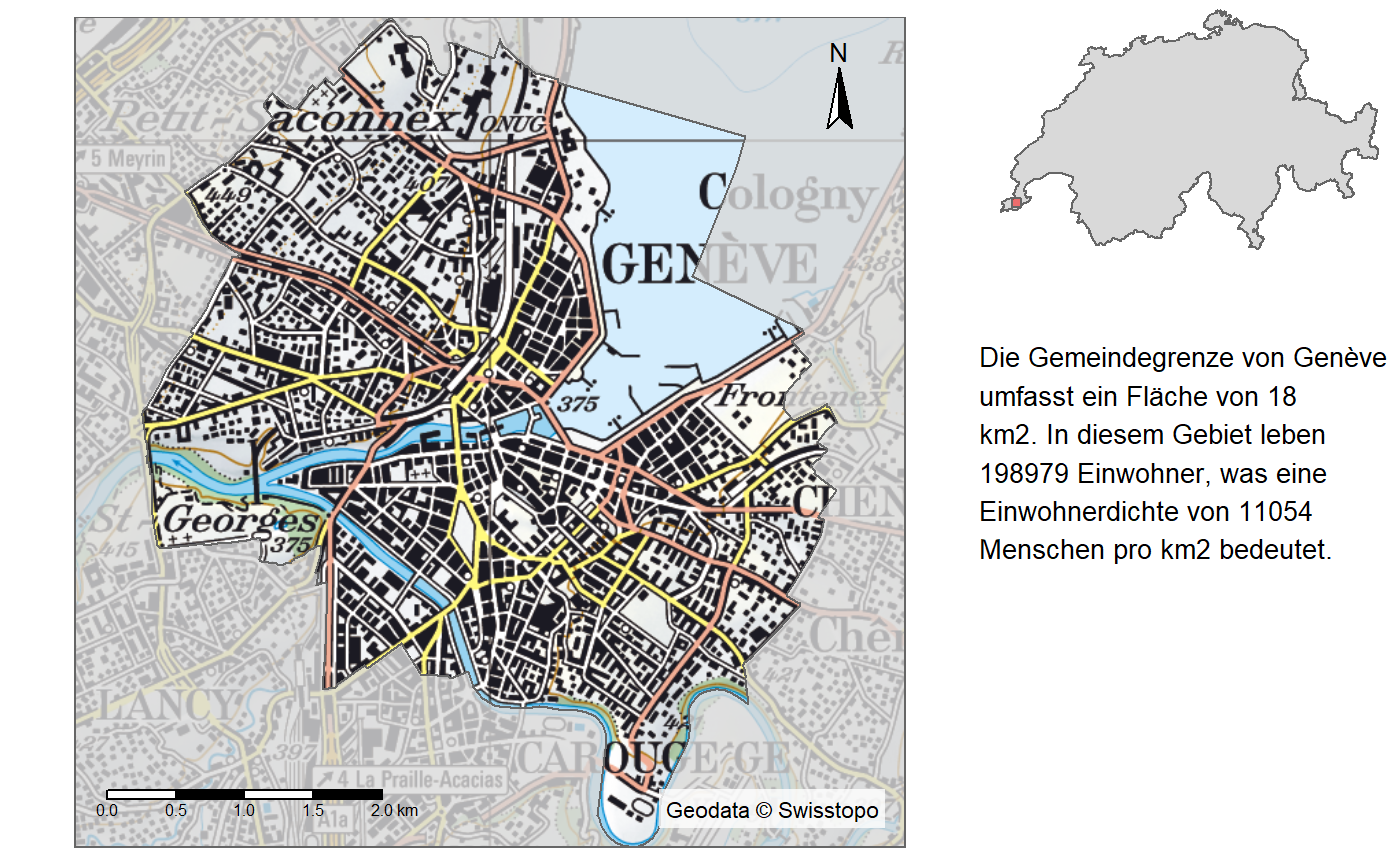 N
Petit-Saconnex
ONUG
5 Meyrin
407
449
Cologny
GENÈVE
438
375
Frontenex
CHEN
St-Georges
375
415
Chên
421
LANCY
42
397
CAROUGE GE
4 La Praille-Acacias
A1a
0.0 0.5 1.0 1.5 2.0 km
Geodata © Swisstopo
Die Gemeindegrenze von Genève
umfasst ein Fläche von 18
km2. In diesem Gebiet leben
198979 Einwohner, was eine
Einwohnerdichte von 11054
Menschen pro km2 bedeutet.